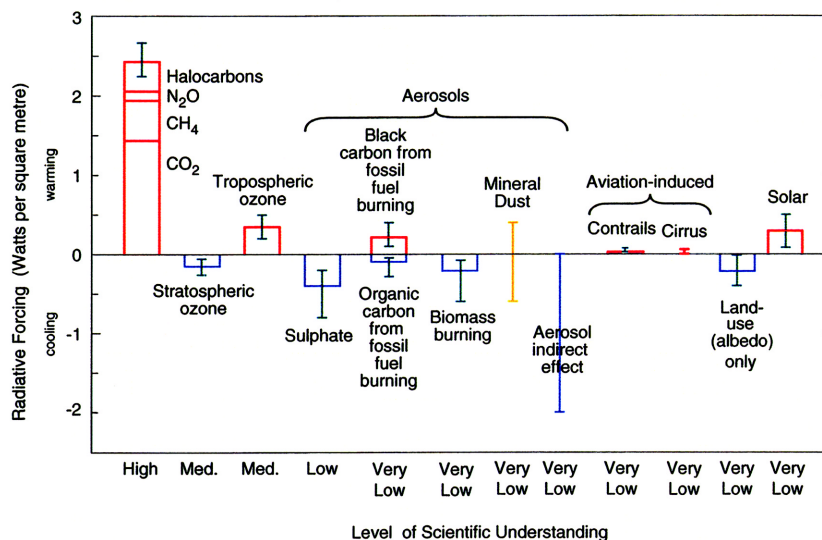 3
2
1
0
-1
-2
Radiative Forcing (Watts per square metre)
cooling
warming
Halocarbons
N2O
CH4
CO2
Stratospheric
ozone
Tropospheric
ozone
Aerosols
Sulphate
Black
carbon from
fossil
fuel
burning
Organic
carbon
from
fossil
fuel
burning
Biomass
burning
Mineral
Dust
Aerosol
indirect
effect
Aviation-induced
Contrails Cirrus
Land-
use
(albedo)
only
Solar
High Med. Med. Low Very Very Very Very Very Very Very Very
Low Low Low Low Low Low Low Low
Level of Scientific Understanding